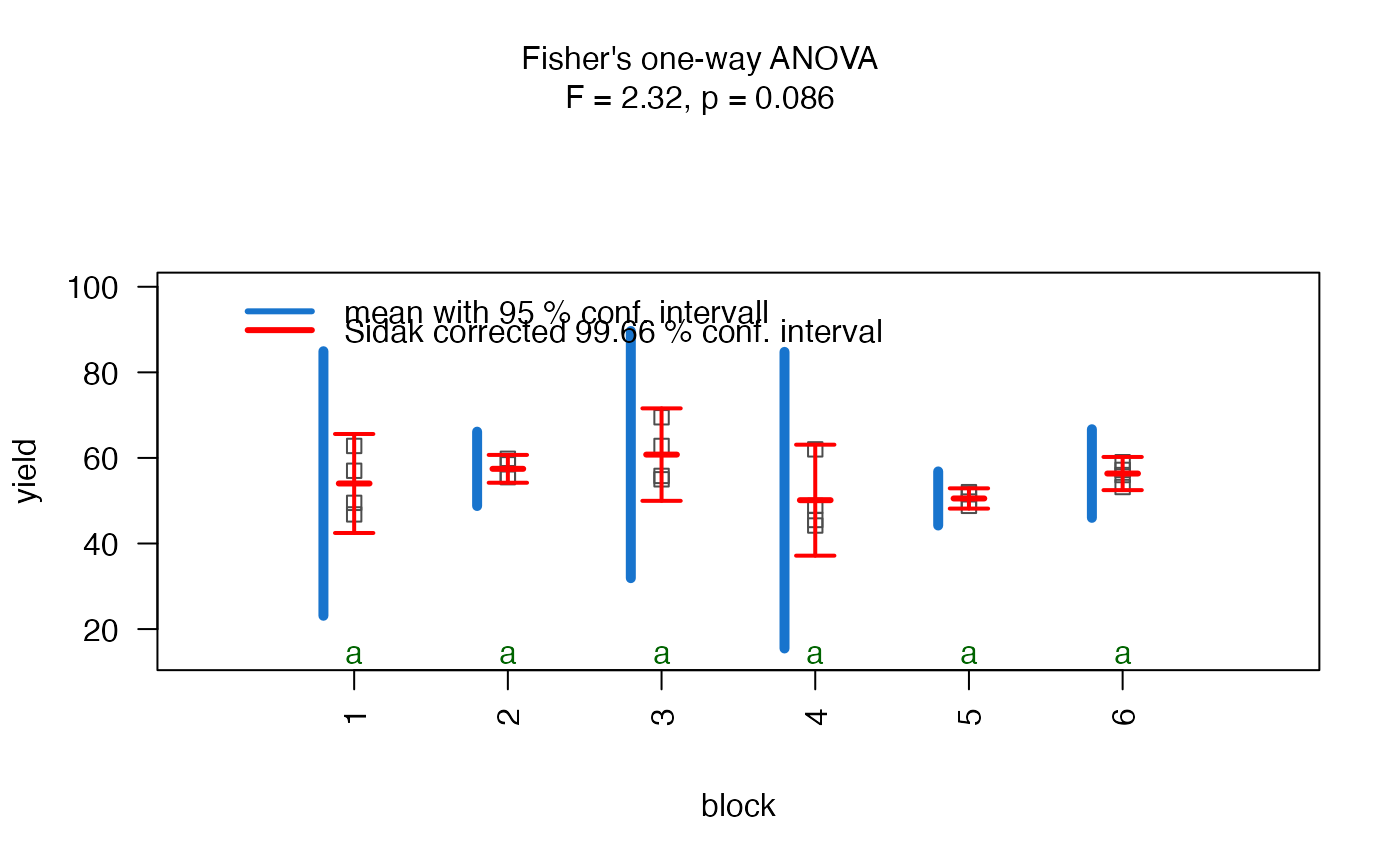 Fisher's one-way ANOVA
F = 2.32, p = 0.086
100
80
60
40
20
yield
mean with 95 % conf. intervall
Sidak corrected 99.66 % conf. interval
a a a a a a
1 2 3 4 5 6
block